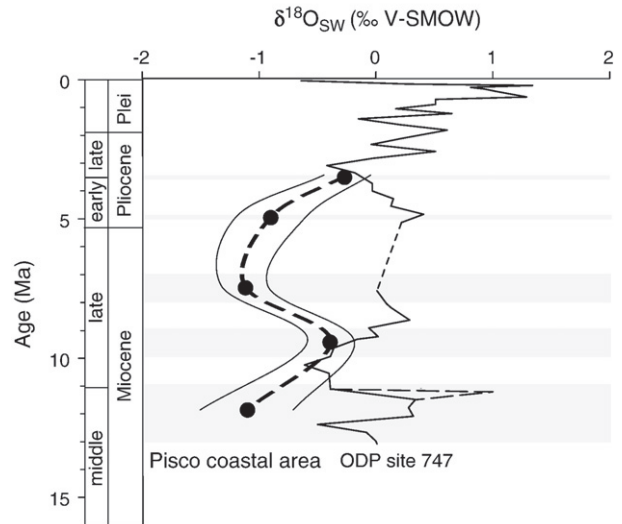 δ18OSW (‰ V-SMOW)
-2 -1 0 1 2
0
5
10
15
Age (Ma)
late
early
late
middle
Plei
Pliocene
Miocene
Pisco coastal area
ODP site 747